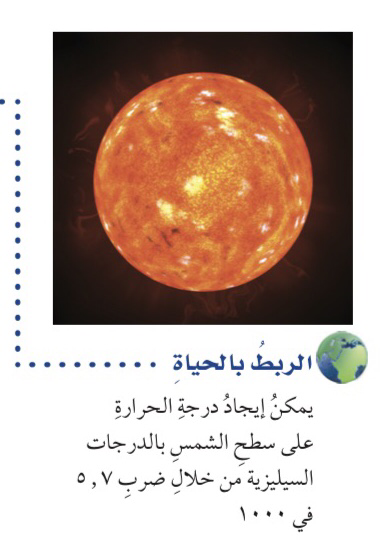 الربطُ بالحياةِ
يمكنُ إيجادُ درجةِ الحرارةِ
على سطحِ الشمسِ بالدرجات
السيليزية من خلالِ ضربِ ٥,٧
في ١٠٠٠